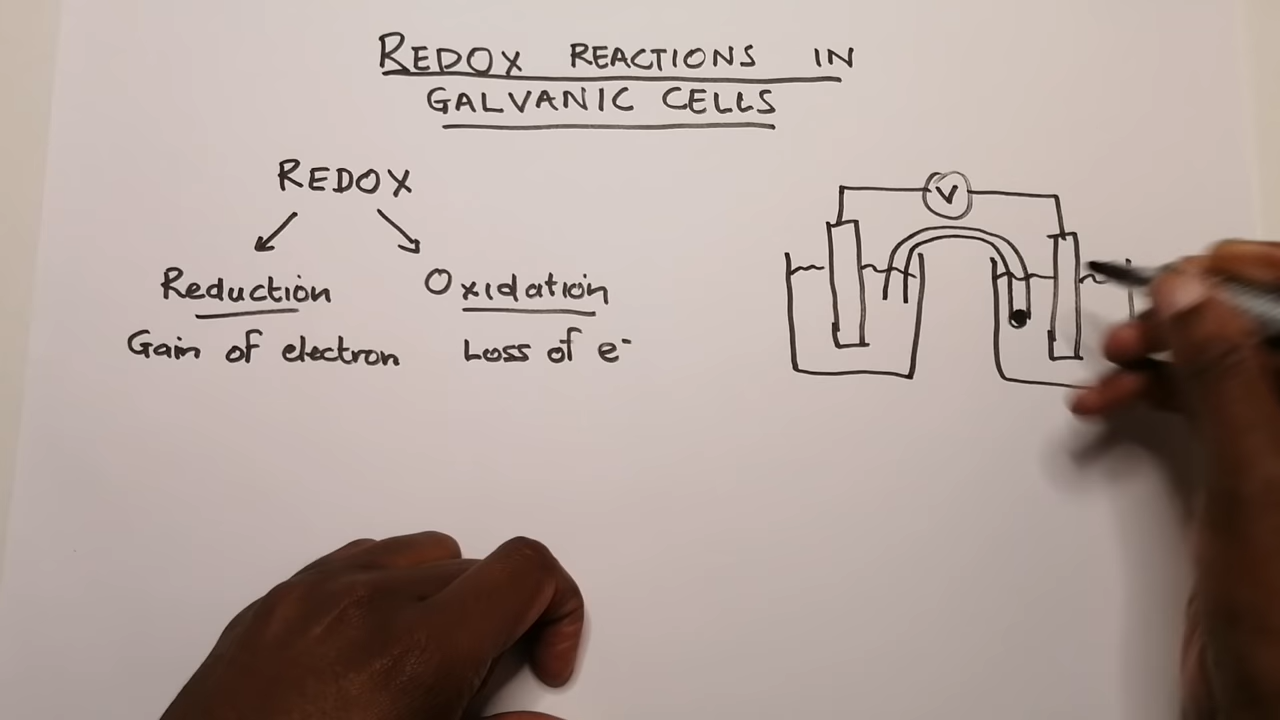 REDOX REACTIONS IN
GALVANIC CELLS
REDOX
Reduction
Gain of electron
Oxidation
Loss of e⁻
V